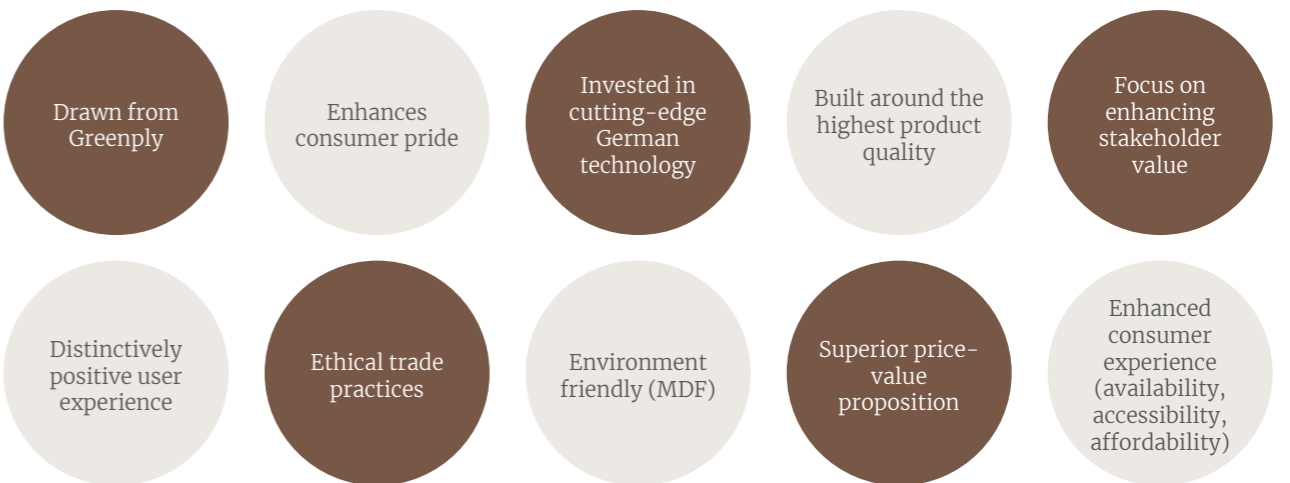 Drawn from
Greenply
Enhances
consumer pride
Invested in
cutting-edge
German
technology
Built around the
highest product
quality
Focus on
enhancing
stakeholder
value
Distinctively
positive user
experience
Ethical trade
practices
Environment
friendly (MDF)
Superior price-
value
proposition
Enhanced
consumer
experience
(availability,
accessibility,
affordability)